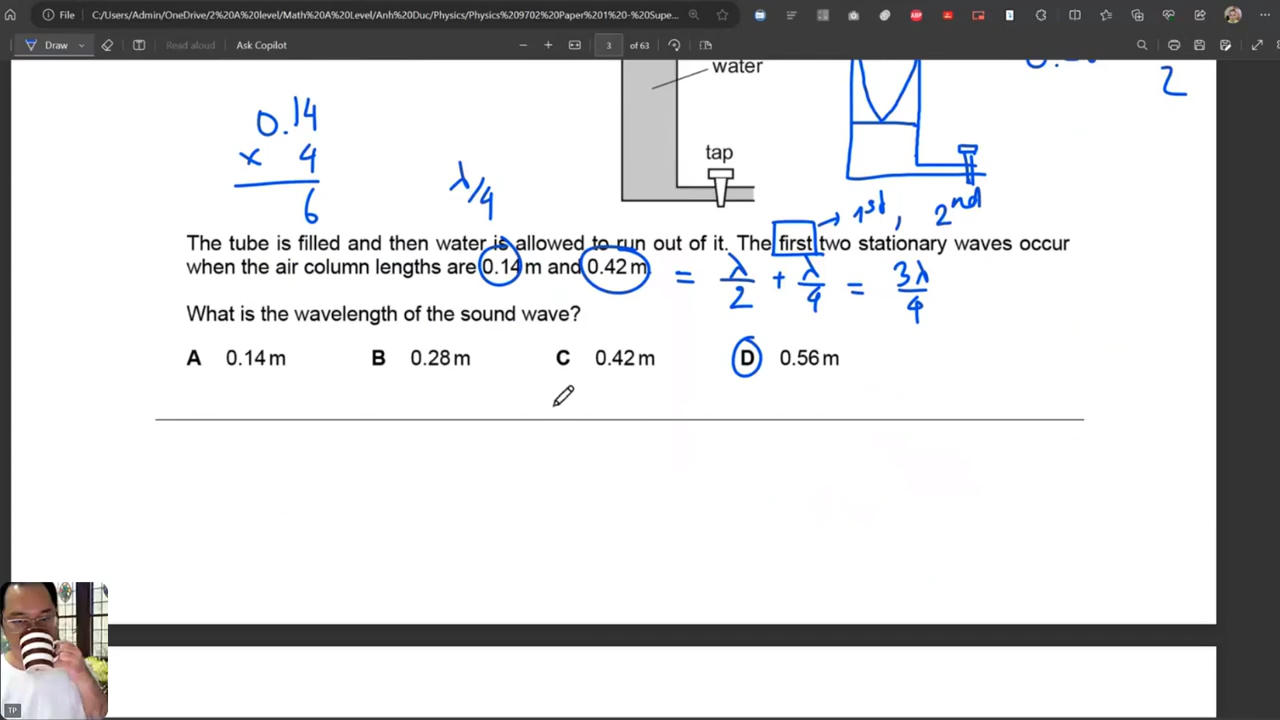 File
C:/Users/Admin/OneDrive/2%20A%20level/Math%20A%20Level/Anh%20Duc/Physics/Physics%209702%20Paper%201%20-%20Supe...
Draw
Read aloud
Ask Copilot
3
of 63
water
2
0.14
× 4
6
λ/4
tap
1st, 2nd
The tube is filled and then water is allowed to run out of it. The first two stationary waves occur
when the air column lengths are 0.14 m and 0.42 m.
= λ/2 + λ/4 = 3λ/4
What is the wavelength of the sound wave?
A 0.14 m B 0.28 m C 0.42 m D 0.56 m
TP